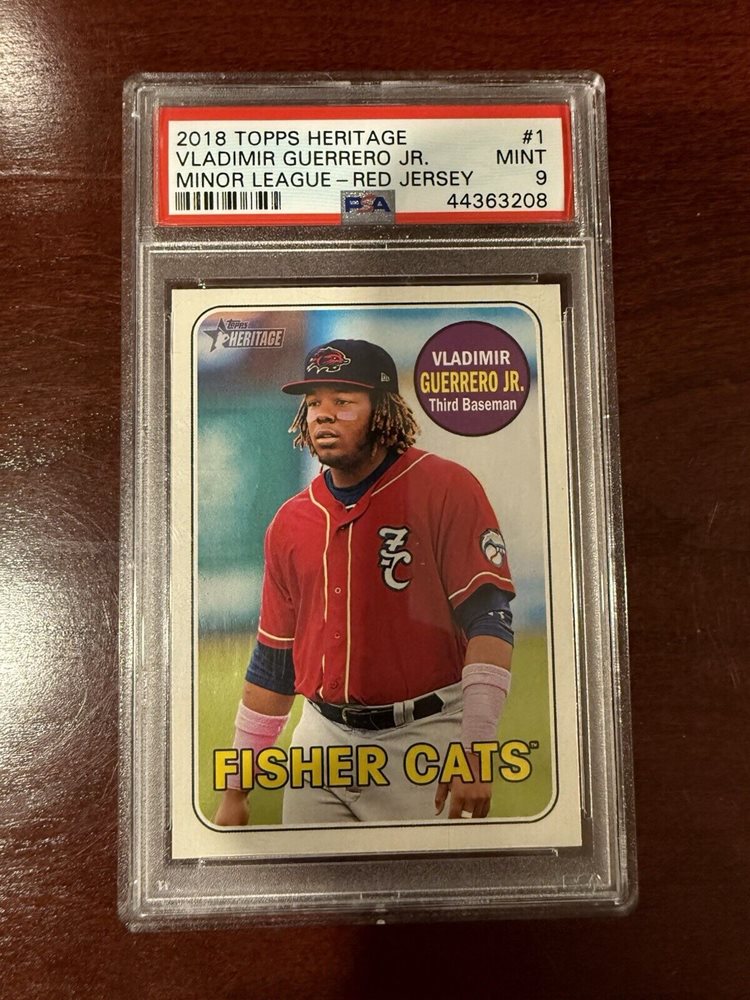 2018 TOPPS HERITAGE #1
VLADIMIR GUERRERO JR. MINT
MINOR LEAGUE – RED JERSEY 9
PSA 44363208
TOPPS
HERITAGE
VLADIMIR
GUERRERO JR.
Third Baseman
FC
FISHER CATS™